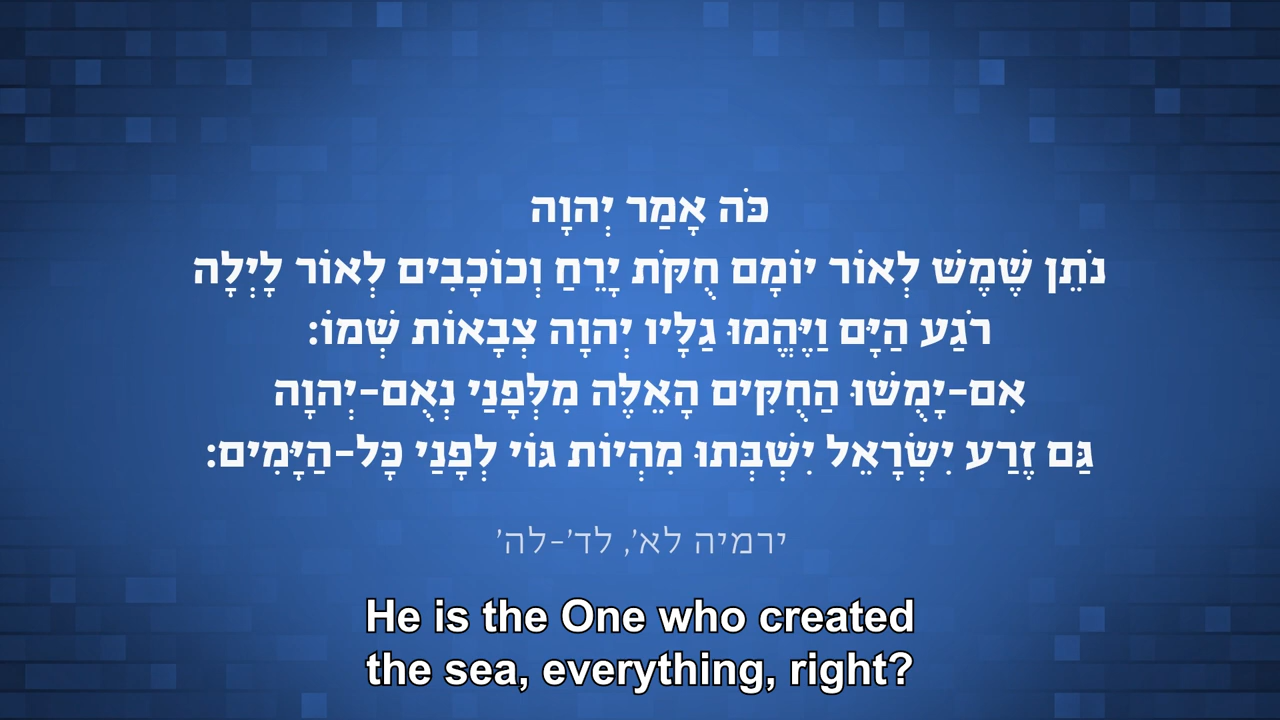 כֹּה אָמַר יְהוָה
נֹתֵן שֶׁמֶשׁ לְאוֹר יוֹמָם חֻקֹּת יָרֵחַ וְכוֹכָבִים לְאוֹר לָיְלָה
רֹגַע הַיָּם וַיֶּהֱמוּ גַלָּיו יְהוָה צְבָאוֹת שְׁמוֹ:
אִם-יָמֻשׁוּ הַחֻקִּים הָאֵלֶּה מִלְּפָנַי נְאֻם-יְהוָה
גַּם זֶרַע יִשְׂרָאֵל יִשְׁבְּתוּ מִהְיוֹת גּוֹי לְפָנַי כָּל-הַיָּמִים:
ירמיה לא', לד'-לה'
He is the One who created
the sea, everything, right?